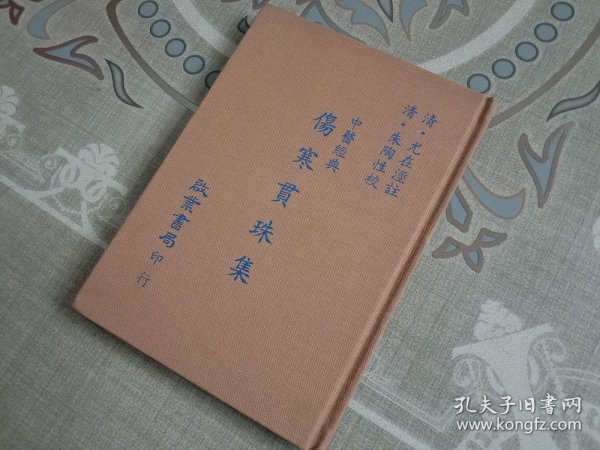 清·尤在涇註
清·朱陶性校
中醫經典
傷寒貫珠集
啟業書局印行
孔夫子旧书网
www.kongfz.com